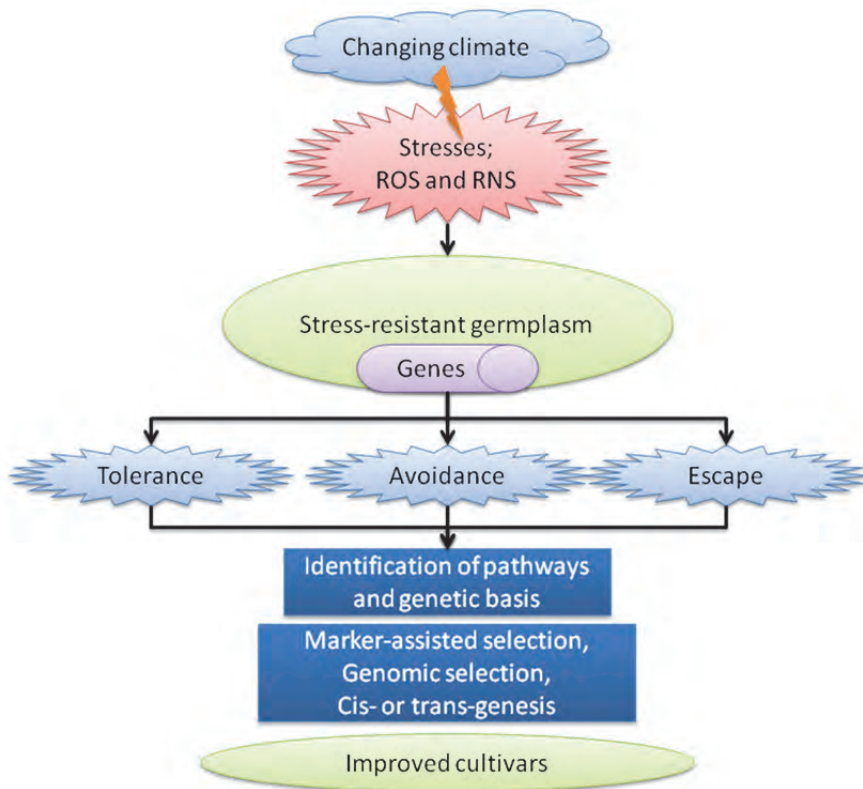 Changing climate
Stresses;
ROS and RNS
Stress-resistant germplasm
Genes
Tolerance
Avoidance
Escape
Identification of pathways
and genetic basis
Marker-assisted selection,
Genomic selection,
Cis- or trans-genesis
Improved cultivars